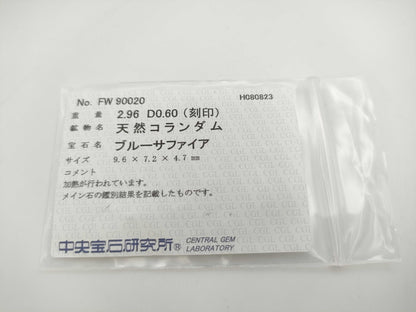 No. FW 90020
H080823
重 量 2.96 D0.60 (刻印)
鉱物名 天然コランダム
宝石名 ブルーサファイア
サイズ 9.6 × 7.2 × 4.7 mm
コメント
加熱が行われています。
メイン石の鑑別結果を記載したものです。
中央宝石研究所® CENTRAL GEM LABORATORY